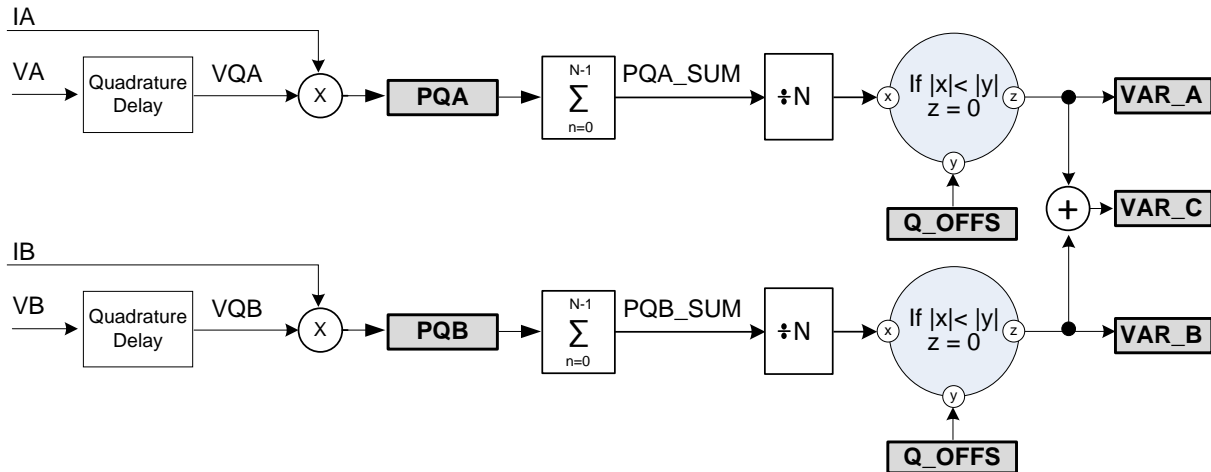 IA
VA
Quadrature
Delay
VQA
X
PQA
N-1
Σ
n=0
PQA_SUM
÷N
x
If |x|< |y|
z = 0
z
y
VAR_A
Q_OFFS
+
VAR_C
IB
VB
Quadrature
Delay
VQB
X
PQB
N-1
Σ
n=0
PQB_SUM
÷N
x
If |x|< |y|
z = 0
z
y
VAR_B
Q_OFFS